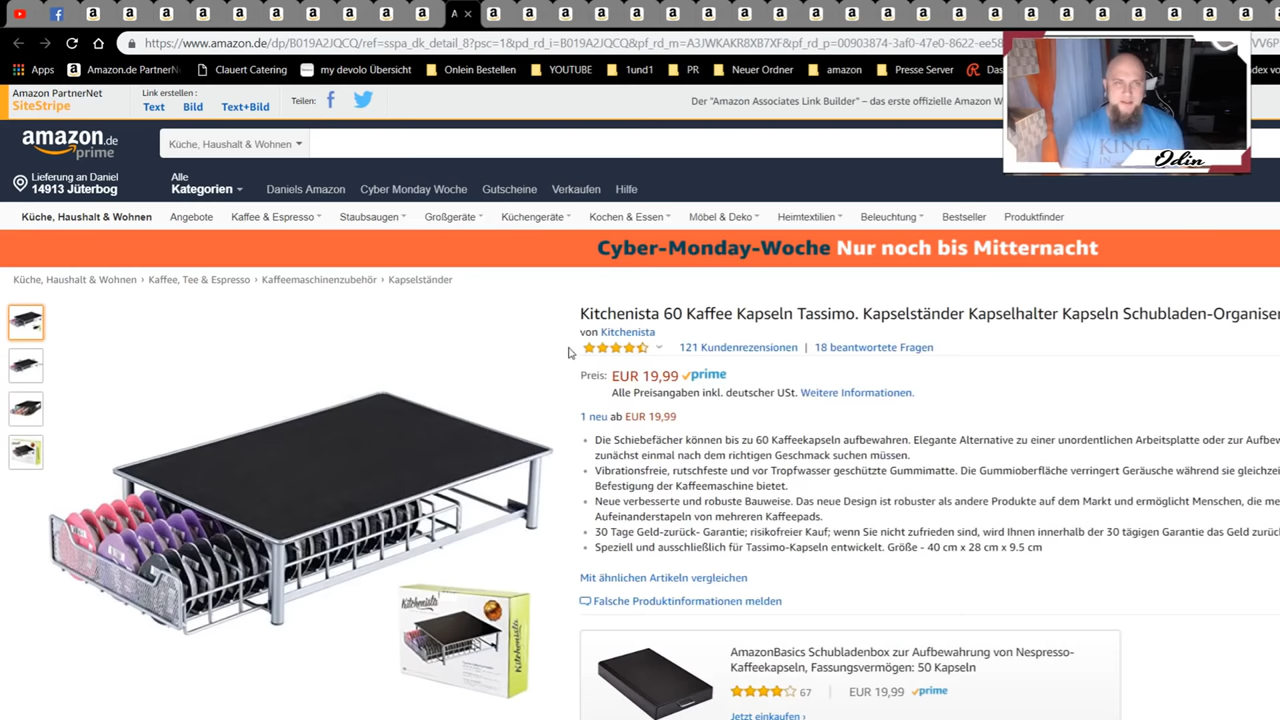 https://www.amazon.de/dp/B019A2JQCQ/ref=sspa_dk_detail_8?psc=1&pd_rd_i=B019A2JQCQ&pf_rd_m=A3JWKAKR8XB7XF&pf_rd_p=00903874-3af0-47e0-8622-ee58
Apps Amazon.de PartnerN Clauert Catering my devolo Übersicht Onlein Bestellen YOUTUBE 1und1 PR Neuer Ordner amazon Presse Server Das
Amazon PartnerNet
SiteStripe
Link erstellen :
Text Bild Text+Bild
Teilen:
Der "Amazon Associates Link Builder" – das erste offizielle Amazon W
KING
IN
Odin
amazon.de
prime
Küche, Haushalt & Wohnen
Lieferung an Daniel
14913 Jüterbog
Alle
Kategorien
Daniels Amazon Cyber Monday Woche Gutscheine Verkaufen Hilfe
Küche, Haushalt & Wohnen Angebote Kaffee & Espresso Staubsaugen Großgeräte Küchengeräte Kochen & Essen Möbel & Deko Heimtextilien Beleuchtung Bestseller Produktfinder
Cyber-Monday-Woche Nur noch bis Mitternacht
Küche, Haushalt & Wohnen › Kaffee, Tee & Espresso › Kaffeemaschinenzubehör › Kapselständer
Kitchenista 60 Kaffee Kapseln Tassimo. Kapselständer Kapselhalter Kapseln Schubladen-Organiser
von Kitchenista
121 Kundenrezensionen | 18 beantwortete Fragen
Preis: EUR 19,99 prime
Alle Preisangaben inkl. deutscher USt. Weitere Informationen.
1 neu ab EUR 19,99
• Die Schiebefächer können bis zu 60 Kaffeekapseln aufbewahren. Elegante Alternative zu einer unordentlichen Arbeitsplatte oder zur Aufbew
zunächst einmal nach dem richtigen Geschmack suchen müssen.
• Vibrationsfreie, rutschfeste und vor Tropfwasser geschützte Gummimatte. Die Gummioberfläche verringert Geräusche während sie gleichzei
Befestigung der Kaffeemaschine bietet.
• Neue verbesserte und robuste Bauweise. Das neue Design ist robuster als andere Produkte auf dem Markt und ermöglicht Menschen, die me
Aufeinanderstapeln von mehreren Kaffeepads.
• 30 Tage Geld-zurück- Garantie; risikofreier Kauf; wenn Sie nicht zufrieden sind, wird Ihnen innerhalb der 30 tägigen Garantie das Geld zurüc
• Speziell und ausschließlich für Tassimo-Kapseln entwickelt. Größe - 40 cm x 28 cm x 9.5 cm
Mit ähnlichen Artikeln vergleichen
Falsche Produktinformationen melden
Kitchenista
Kitchenista
AmazonBasics Schubladenbox zur Aufbewahrung von Nespresso-
Kaffeekapseln, Fassungsvermögen: 50 Kapseln
67 | EUR 19,99 prime
Jetzt einkaufen ›